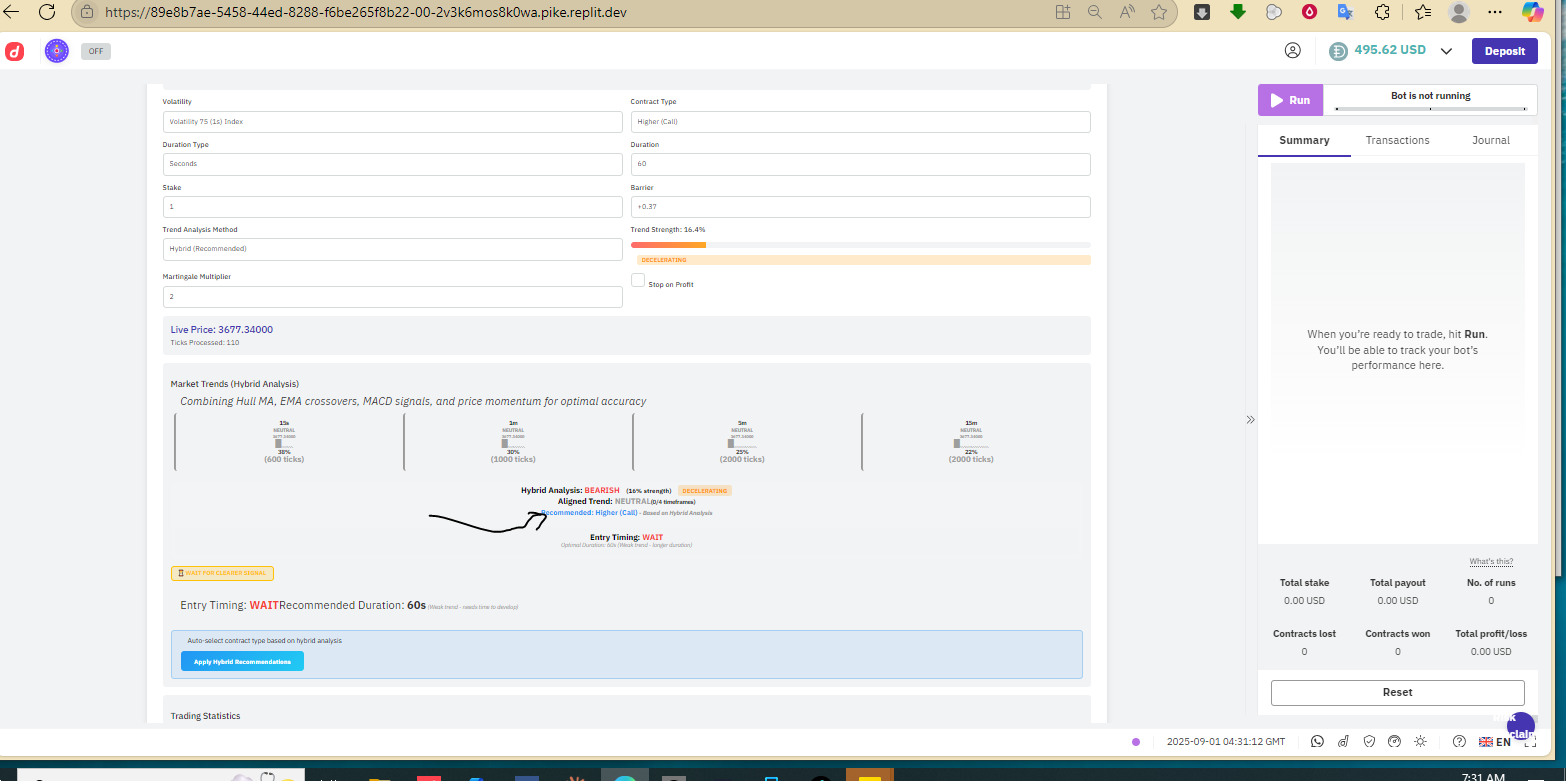 https://89e8b7ae-5458-44ed-8288-f6be265f8b22-00-2v3k6mos8k0wa.pike.replit.dev
OFF
495.62 USD
Deposit
Volatility
Contract Type
Volatility 75 (1s) Index
Higher (Call)
Duration Type
Duration
Seconds
60
Stake
Barrier
1
+0.37
Trend Analysis Method
Trend Strength: 16.4%
Hybrid (Recommended)
DECELERATING
Martingale Multiplier
Stop on Profit
2
Live Price: 3677.34000
Ticks Processed: 110
Market Trends (Hybrid Analysis)
Combining Hull MA, EMA crossovers, MACD signals, and price momentum for optimal accuracy
15s
NEUTRAL
3677.34000
38%
(600 ticks)
1m
NEUTRAL
3677.34000
30%
(1000 ticks)
5m
NEUTRAL
3677.34000
25%
(2000 ticks)
15m
NEUTRAL
3677.34000
22%
(2000 ticks)
Hybrid Analysis: BEARISH (16% strength) DECELERATING
Aligned Trend: NEUTRAL(0/4 timeframes)
Recommended: Higher (Call) - Based on Hybrid Analysis
Entry Timing: WAIT
Optimal Duration: 60s (Weak trend - longer duration)
WAIT FOR CLEARER SIGNAL
Entry Timing: WAITRecommended Duration: 60s (Weak trend - needs time to develop)
Auto-select contract type based on hybrid analysis
Apply Hybrid Recommendations
Trading Statistics
Run
Bot is not running
Summary
Transactions
Journal
When you're ready to trade, hit Run.
You'll be able to track your bot's
performance here.
What's this?
Total stake
Total payout
No. of runs
0.00 USD
0.00 USD
0
Contracts lost
Contracts won
Total profit/loss
0
0
0.00 USD
Reset
2025-09-01 04:31:12 GMT
EN
7:31 AM